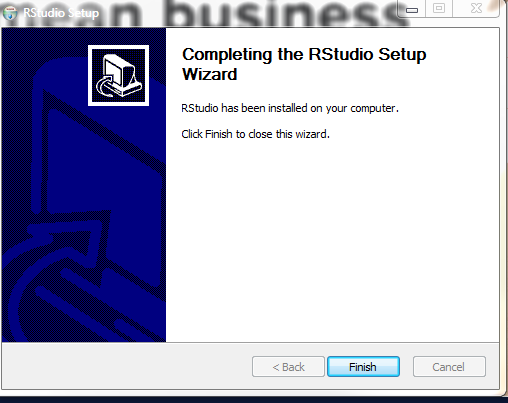 RStudio Setup
business
Completing the RStudio Setup
Wizard
RStudio has been installed on your computer.
Click Finish to close this wizard.
< Back
Finish
Cancel